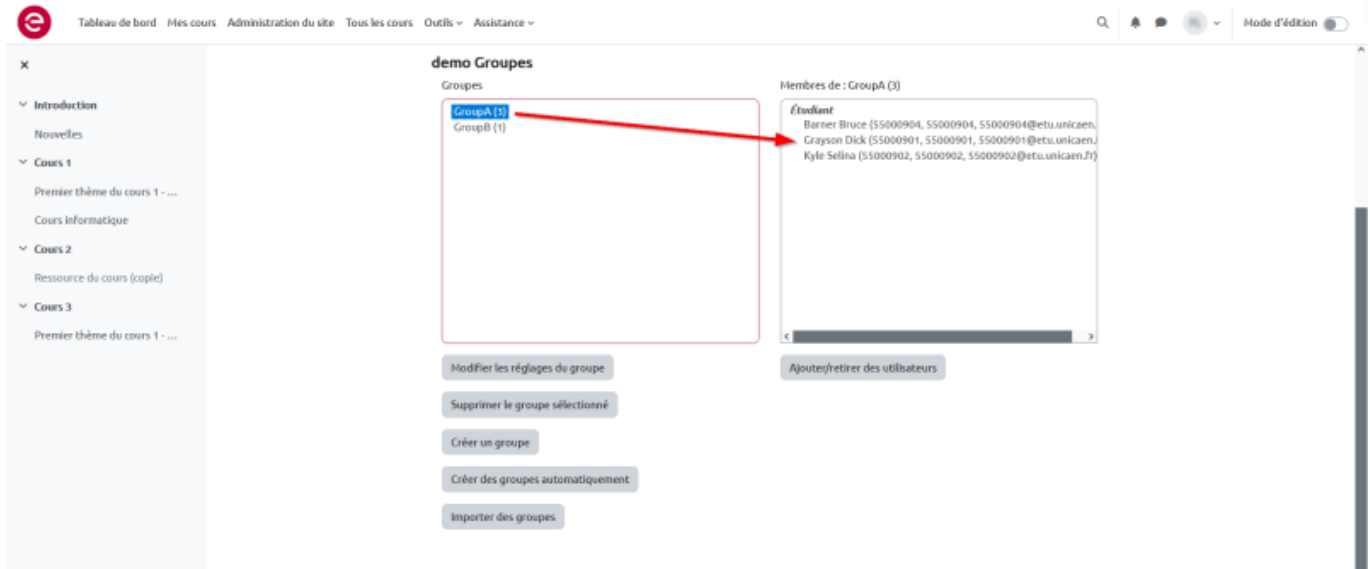 Tableau de bord Mes cours Administration du site Tous les cours Outils Assistance Mode d'édition
demo Groupes
Groupes
GroupA (3)
GroupB (1)
Membres de : GroupA (3)
Étudiant
Barner Bruce (55000904, 55000904, 55000904@etu.unicaen.
Grayson Dick (55000901, 55000901, 55000901@etu.unicaen.
Kyle Selina (55000902, 55000902, 55000902@etu.unicaen.fr)
Introduction
Nouvelles
Cours 1
Premier thème du cours 1 - ...
Cours informatique
Cours 2
Ressource du cours (copie)
Cours 3
Premier thème du cours 1 - ...
Modifier les réglages du groupe
Supprimer le groupe sélectionné
Créer un groupe
Créer des groupes automatiquement
Importer des groupes
Ajouter/retirer des utilisateurs